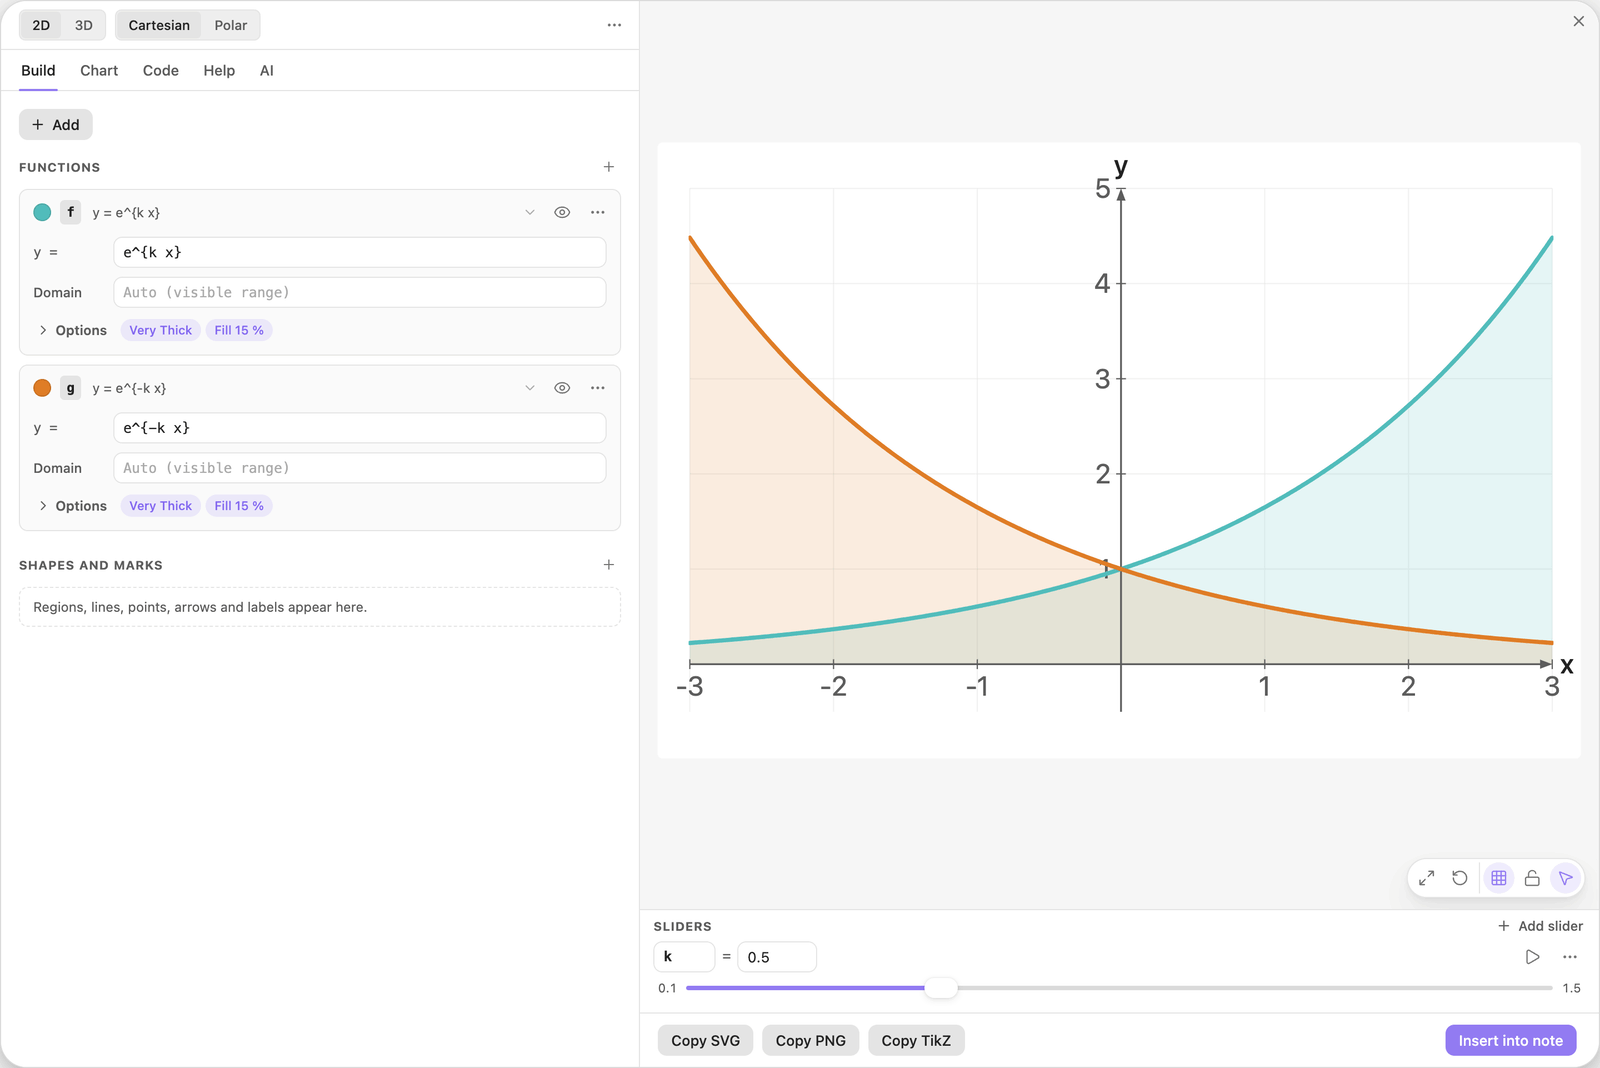 2D 3D Cartesian Polar
Build Chart Code Help AI
+ Add
FUNCTIONS
f y = e^{k x}
y = e^{k x}
Domain Auto (visible range)
Options Very Thick Fill 15 %
g y = e^{-k x}
y = e^{-k x}
Domain Auto (visible range)
Options Very Thick Fill 15 %
SHAPES AND MARKS
Regions, lines, points, arrows and labels appear here.
y
5
4
3
2
1
x
-3 -2 -1 1 2 3
SLIDERS + Add slider
k = 0.5
0.1 1.5
Copy SVG Copy PNG Copy TikZ Insert into note